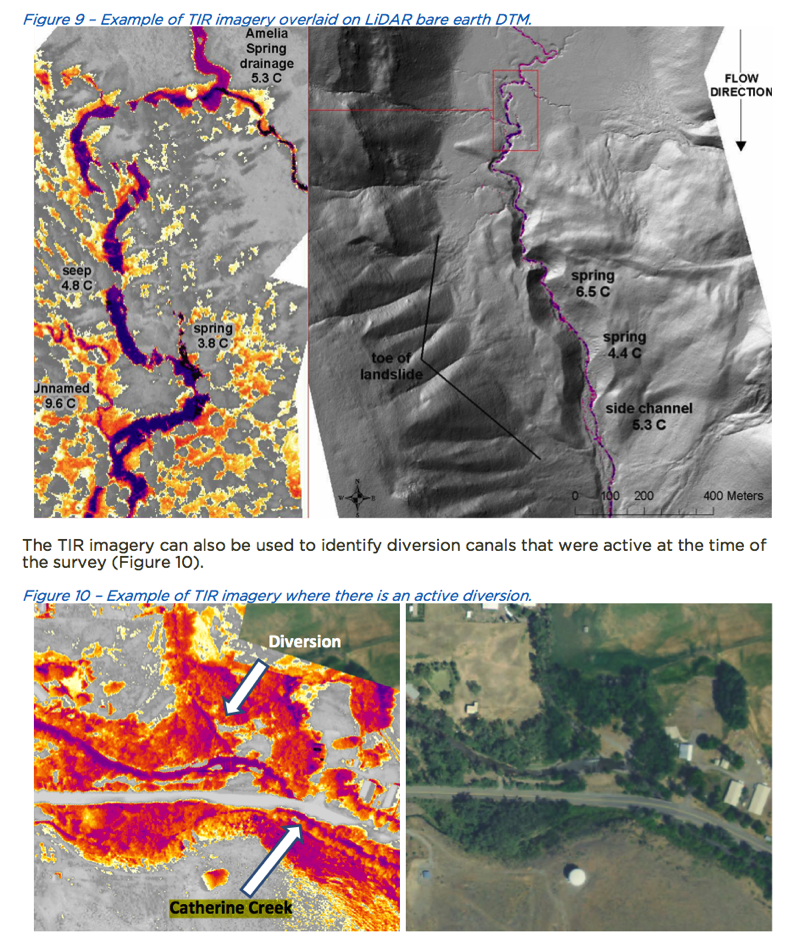 Figure 9 – Example of TIR imagery overlaid on LiDAR bare earth DTM.
Amelia
Spring
drainage
5.3 C
seep
4.8 C
spring
3.8 C
Unnamed
9.6 C
FLOW
DIRECTION
spring
6.5 C
spring
4.4 C
toe of
landslide
side channel
5.3 C
N
W
E
S
0 100 200 400 Meters
The TIR imagery can also be used to identify diversion canals that were active at the time of
the survey (Figure 10).
Figure 10 – Example of TIR imagery where there is an active diversion.
Diversion
Catherine Creek